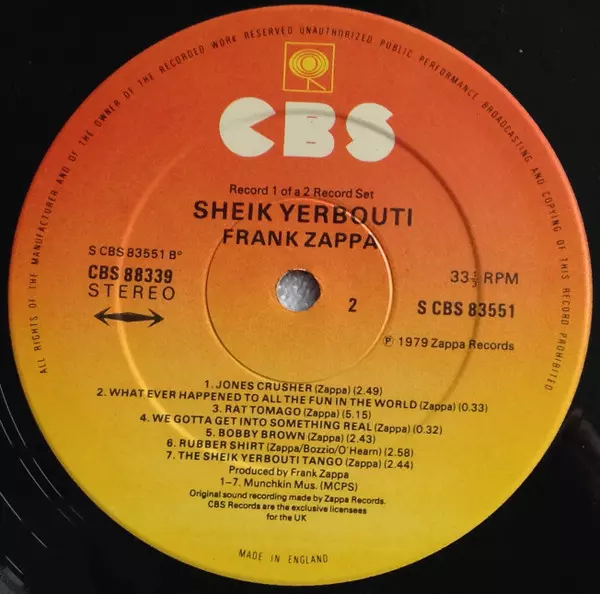 ALL RIGHTS OF THE MANUFACTURER AND OF THE OWNER OF THE RECORDED WORK RESERVED UNAUTHORIZED PUBLIC PERFORMANCE BROADCASTING AND COPYING OF THIS RECORD PROHIBITED
CBS
Record 1 of a 2 Record Set
SHEIK YERBOUTI
FRANK ZAPPA
S CBS 83551 B°
CBS 88339
STEREO
33⅓ RPM
2
S CBS 83551
Ⓟ 1979 Zappa Records
1. JONES CRUSHER (Zappa) (2.49)
2. WHAT EVER HAPPENED TO ALL THE FUN IN THE WORLD (Zappa) (0.33)
3. RAT TOMAGO (Zappa) (5.15)
4. WE GOTTA GET INTO SOMETHING REAL (Zappa) (0.32)
5. BOBBY BROWN (Zappa) (2.43)
6. RUBBER SHIRT (Zappa/Bozzio/O'Hearn) (2.58)
7. THE SHEIK YERBOUTI TANGO (Zappa) (2.44)
Produced by Frank Zappa
1–7. Munchkin Mus. (MCPS)
Original sound recording made by Zappa Records.
CBS Records are the exclusive licensees
for the UK
MADE IN ENGLAND